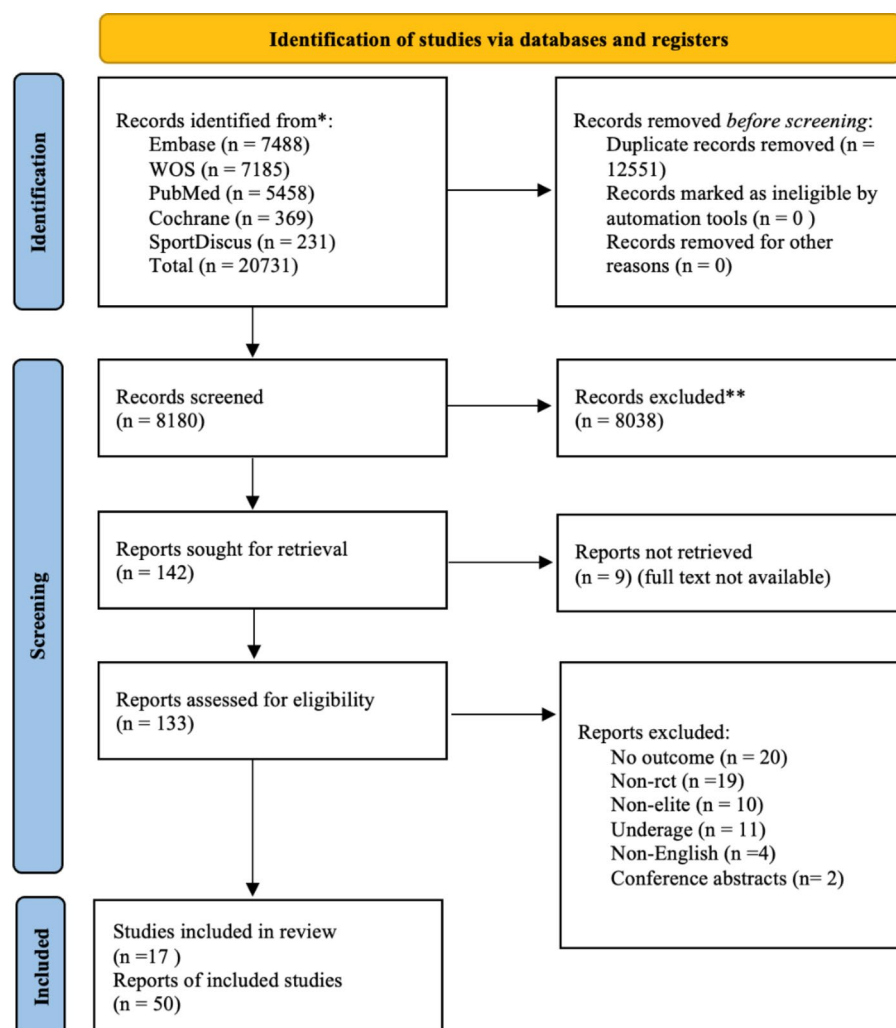 Identification of studies via databases and registers
Identification
Records identified from*:
Embase (n = 7488)
WOS (n = 7185)
PubMed (n = 5458)
Cochrane (n = 369)
SportDiscus (n = 231)
Total (n = 20731)
Records removed before screening:
Duplicate records removed (n =
12551)
Records marked as ineligible by
automation tools (n = 0 )
Records removed for other
reasons (n = 0)
Screening
Records screened
(n = 8180)
Records excluded**
(n = 8038)
Reports sought for retrieval
(n = 142)
Reports not retrieved
(n = 9) (full text not available)
Reports assessed for eligibility
(n = 133)
Reports excluded:
No outcome (n = 20)
Non-rct (n =19)
Non-elite (n = 10)
Underage (n = 11)
Non-English (n =4)
Conference abstracts (n= 2)
Included
Studies included in review
(n =17 )
Reports of included studies
(n = 50)